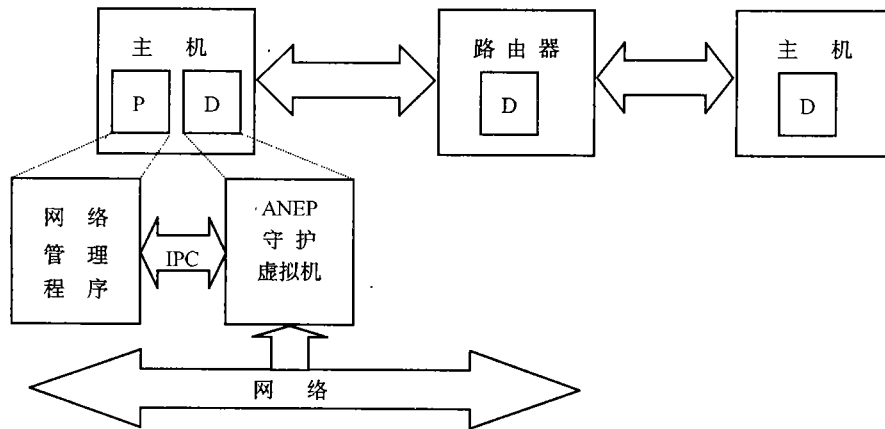 主 机
P
D
路 由 器
D
主 机
D
网 络
管 理
程 序
IPC
ANEP
守 护
虚拟机
网 络